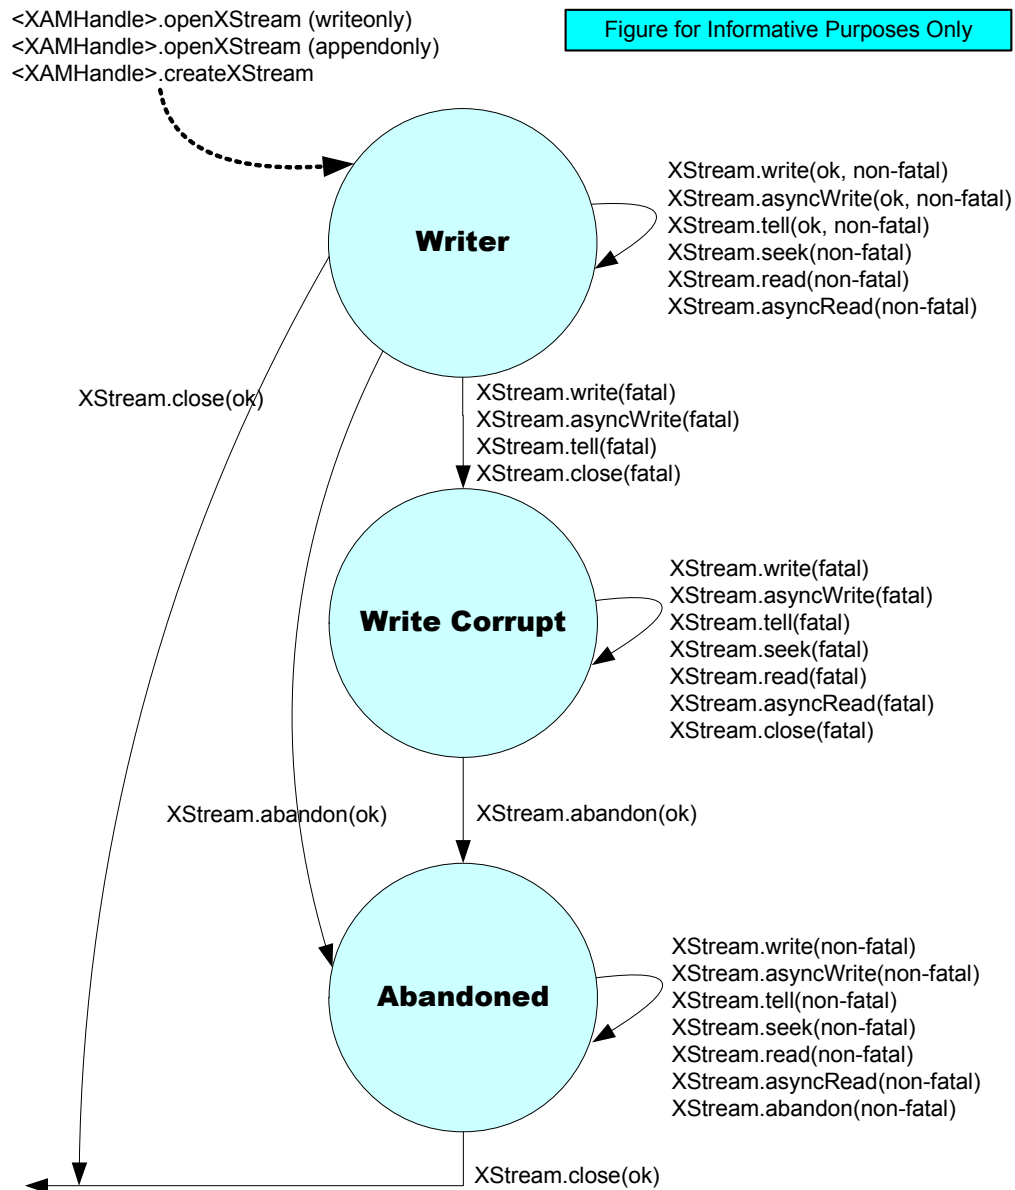 <XAMHandle>.openXStream (writeonly)
<XAMHandle>.openXStream (appendonly)
<XAMHandle>.createXStream
Figure for Informative Purposes Only
Writer
XStream.write(ok, non-fatal)
XStream.asyncWrite(ok, non-fatal)
XStream.tell(ok, non-fatal)
XStream.seek(non-fatal)
XStream.read(non-fatal)
XStream.asyncRead(non-fatal)
XStream.close(ok)
XStream.write(fatal)
XStream.asyncWrite(fatal)
XStream.tell(fatal)
XStream.close(fatal)
Write Corrupt
XStream.write(fatal)
XStream.asyncWrite(fatal)
XStream.tell(fatal)
XStream.seek(fatal)
XStream.read(fatal)
XStream.asyncRead(fatal)
XStream.close(fatal)
XStream.abandon(ok)
XStream.abandon(ok)
Abandoned
XStream.write(non-fatal)
XStream.asyncWrite(non-fatal)
XStream.tell(non-fatal)
XStream.seek(non-fatal)
XStream.read(non-fatal)
XStream.asyncRead(non-fatal)
XStream.abandon(non-fatal)
XStream.close(ok)